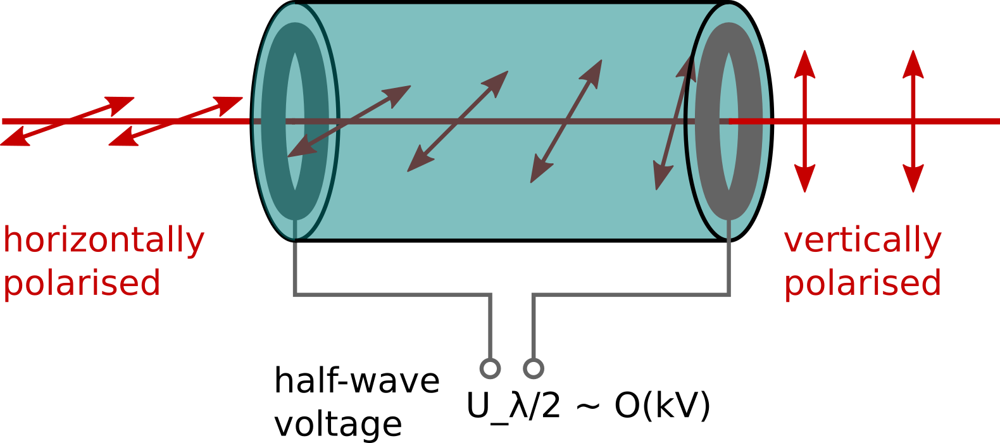 horizontally
polarised
vertically
polarised
half-wave
voltage
U_λ/2 ~ O(kV)